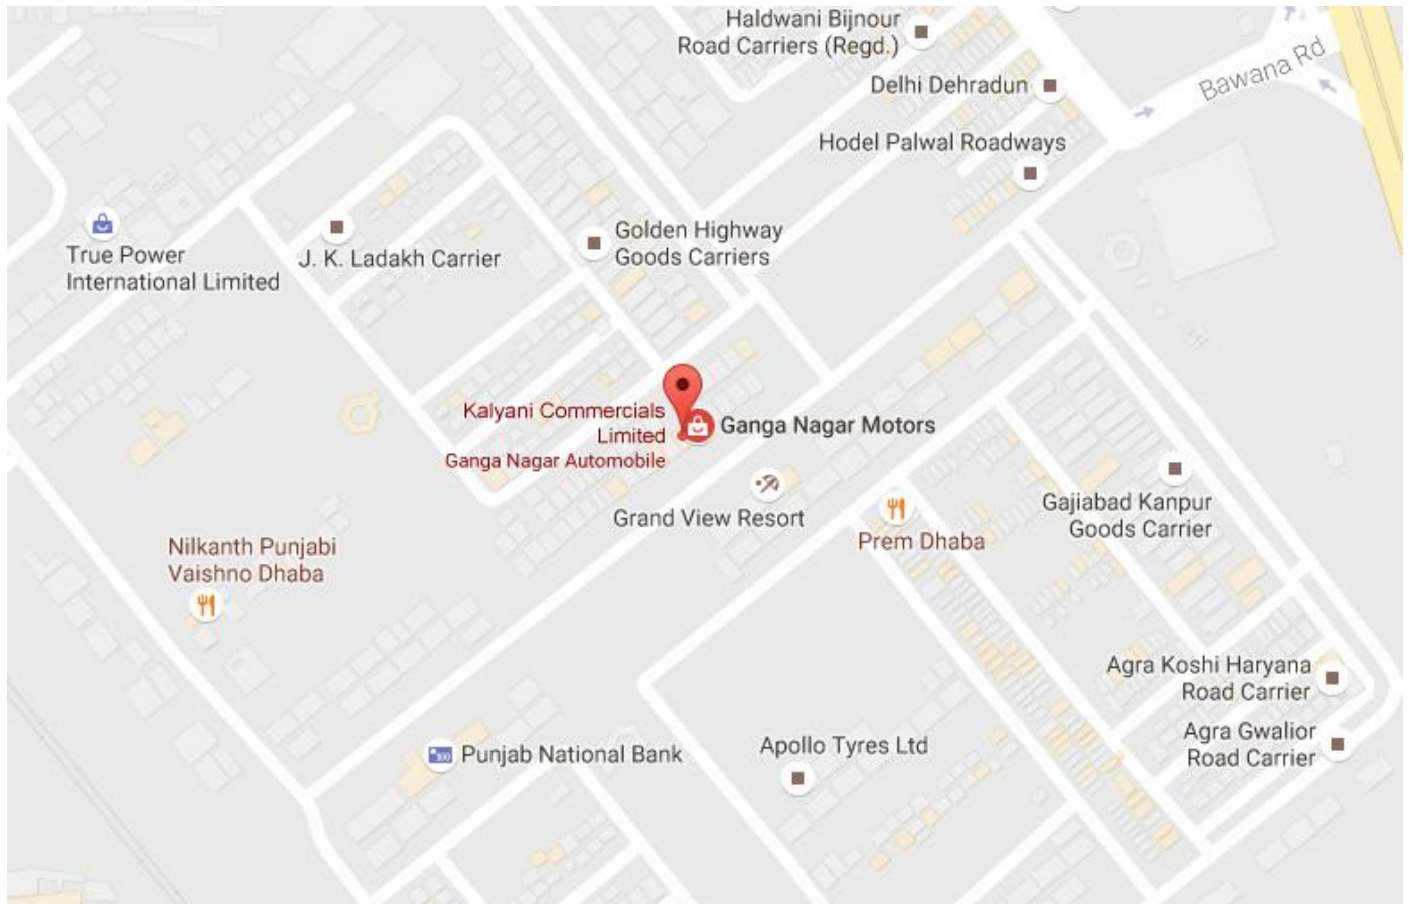 Haldwani Bijnour
Road Carriers (Regd.)
Bawana Rd
Delhi Dehradun
Hodel Palwal Roadways
True Power
International Limited
J. K. Ladakh Carrier
Golden Highway
Goods Carriers
Kalyani Commercials
Limited
Ganga Nagar Automobile
Ganga Nagar Motors
Grand View Resort
Prem Dhaba
Gajiabad Kanpur
Goods Carrier
Nilkanth Punjabi
Vaishno Dhaba
Agra Koshi Haryana
Road Carrier
Agra Gwalior
Road Carrier
Punjab National Bank
Apollo Tyres Ltd